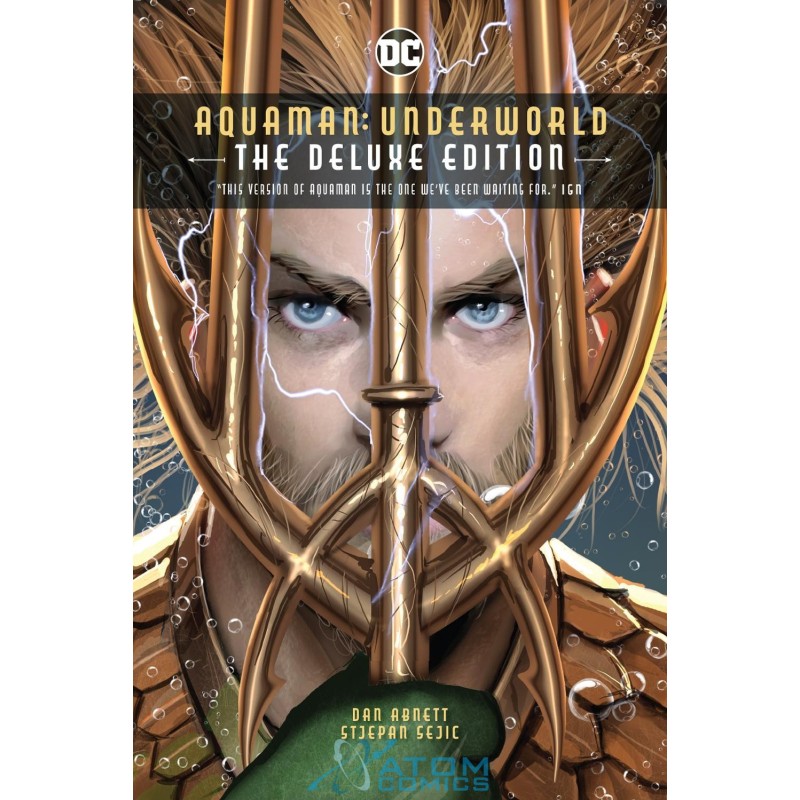 DC
AQUAMAN: UNDERWORLD
THE DELUXE EDITION
"THIS VERSION OF AQUAMAN IS THE ONE WE'VE BEEN WAITING FOR." IGN
DAN ABNETT
STJEPAN SEJIC
ATOM
COMICS